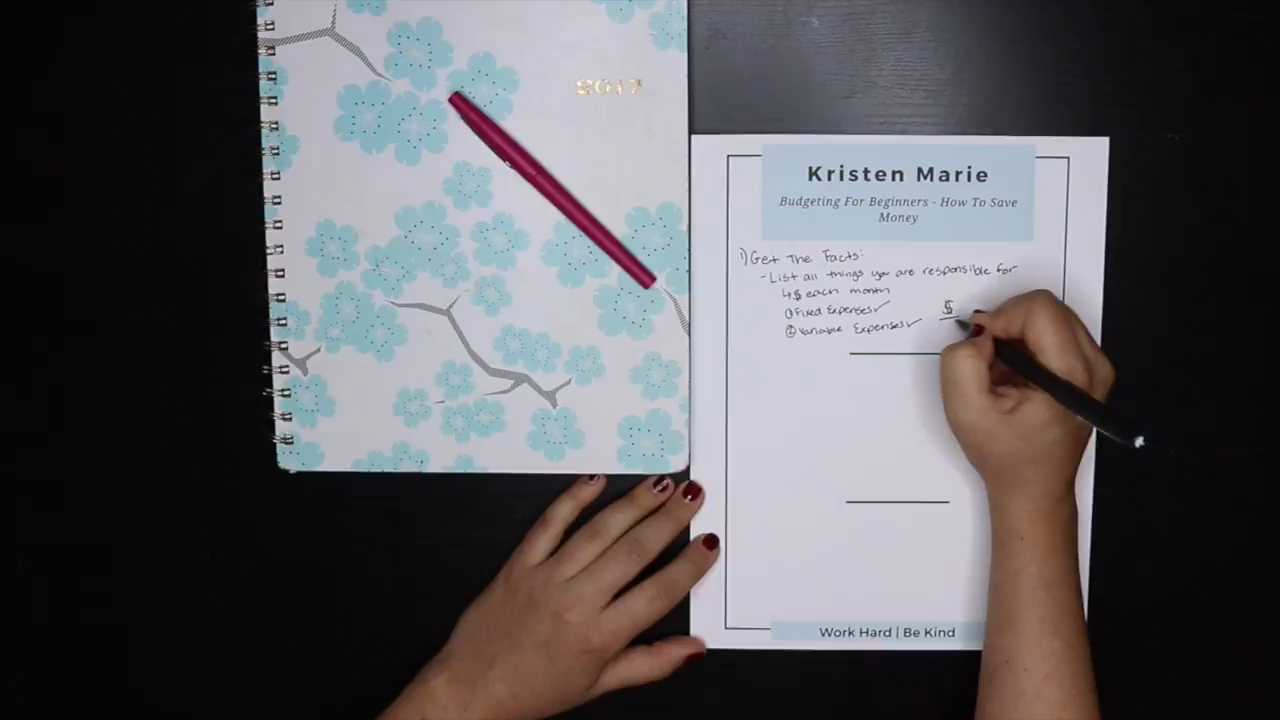 2017
Kristen Marie
Budgeting For Beginners - How To Save
Money
1) Get The Facts:
- List all things you are responsible for
↳ $ each month
① Fixed Expenses ✓
② Variable Expenses ✓
$
Work Hard | Be Kind